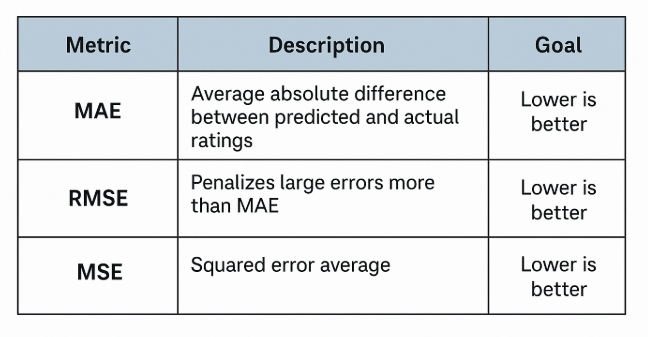 Metric Description Goal
MAE
Average absolute difference
between predicted and actual
ratings
Lower is
better
RMSE
Penalizes large errors more
than MAE
Lower is
better
MSE
Squared error average
Lower is
better